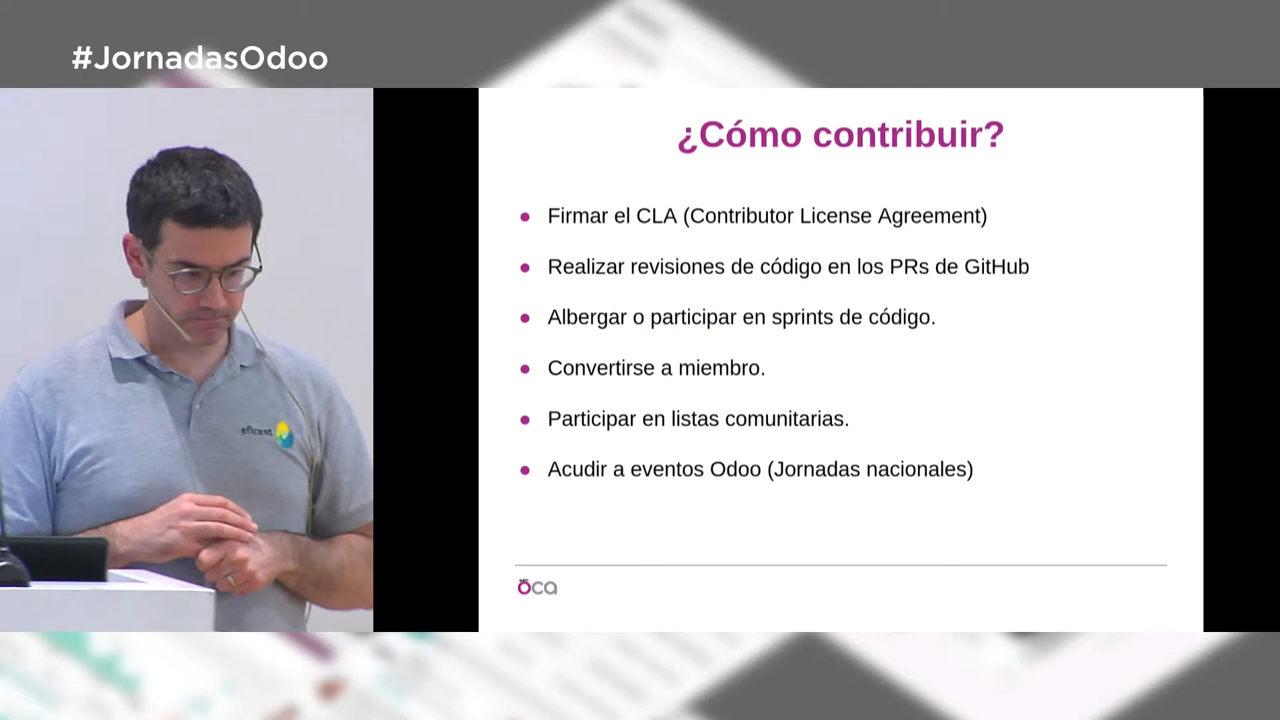 #JornadasOdoo
¿Cómo contribuir?
Firmar el CLA (Contributor License Agreement)
Realizar revisiones de código en los PRs de GitHub
Albergar o participar en sprints de código.
Convertirse a miembro.
Participar en listas comunitarias.
Acudir a eventos Odoo (Jornadas nacionales)
eficent
oca